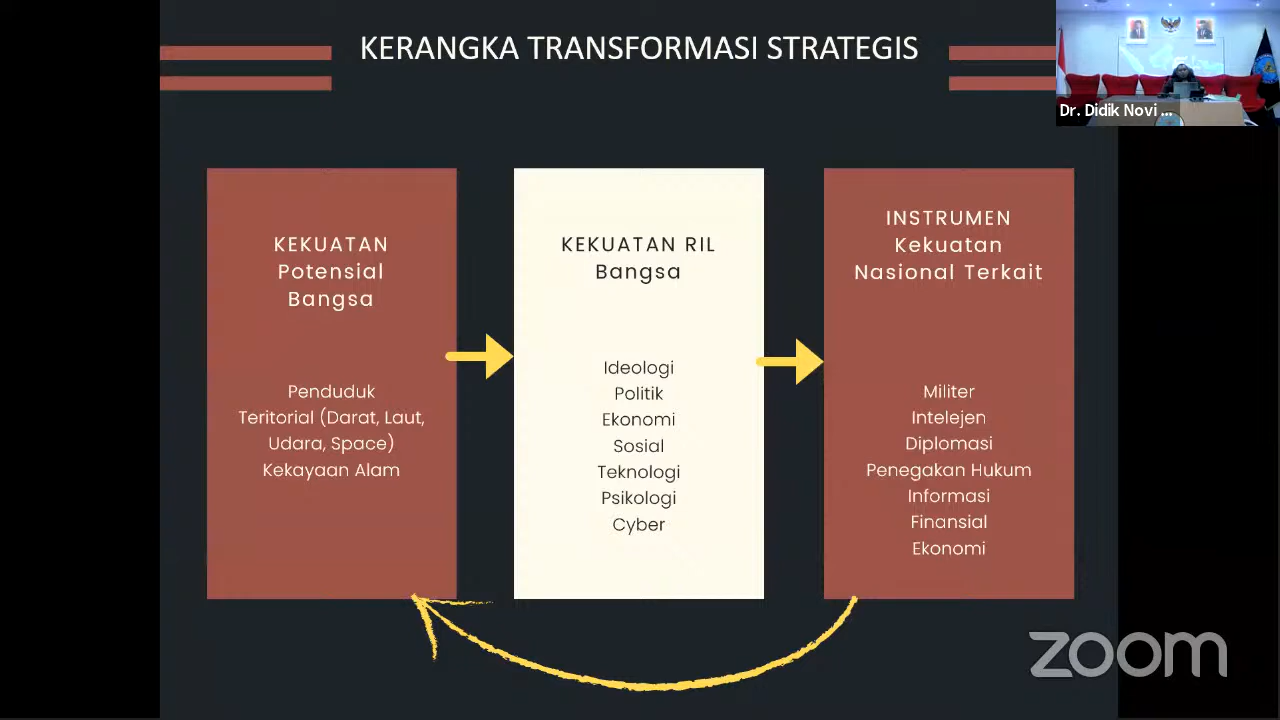 KERANGKA TRANSFORMASI STRATEGIS
Dr. Didik Novi ...
KEKUATAN
Potensial
Bangsa
Penduduk
Teritorial (Darat, Laut,
Udara, Space)
Kekayaan Alam
KEKUATAN RIL
Bangsa
Ideologi
Politik
Ekonomi
Sosial
Teknologi
Psikologi
Cyber
INSTRUMEN
Kekuatan
Nasional Terkait
Militer
Intelejen
Diplomasi
Penegakan Hukum
Informasi
Finansial
Ekonomi
zoom